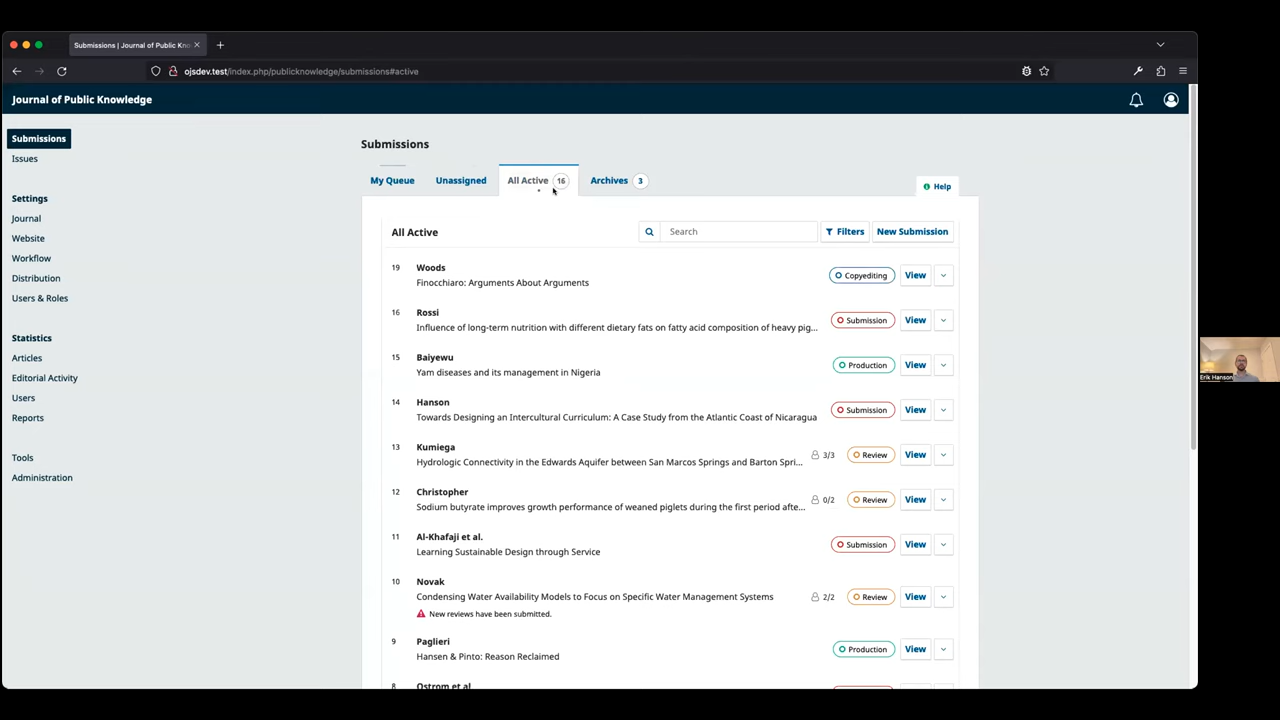 Submissions | Journal of Public Kno
ojsdev.test/index.php/publicknowledge/submissions#active
Journal of Public Knowledge
Submissions
Issues
Settings
Journal
Website
Workflow
Distribution
Users & Roles
Statistics
Articles
Editorial Activity
Users
Reports
Tools
Administration
Submissions
My Queue Unassigned All Active 16 Archives 3
Help
All Active Search Filters New Submission
19 Woods
Finocchiaro: Arguments About Arguments
Copyediting View
16 Rossi
Influence of long-term nutrition with different dietary fats on fatty acid composition of heavy pig...
Submission View
15 Baiyewu
Yam diseases and its management in Nigeria
Production View
14 Hanson
Towards Designing an Intercultural Curriculum: A Case Study from the Atlantic Coast of Nicaragua
Submission View
13 Kumiega
Hydrologic Connectivity in the Edwards Aquifer between San Marcos Springs and Barton Spri...
3/3 Review View
12 Christopher
Sodium butyrate improves growth performance of weaned piglets during the first period afte...
0/2 Review View
11 Al-Khafaji et al.
Learning Sustainable Design through Service
Submission View
10 Novak
Condensing Water Availability Models to Focus on Specific Water Management Systems
2/2 Review View
New reviews have been submitted.
9 Paglieri
Hansen & Pinto: Reason Reclaimed
Production View
8 Ostrom et al
Erik Hanson